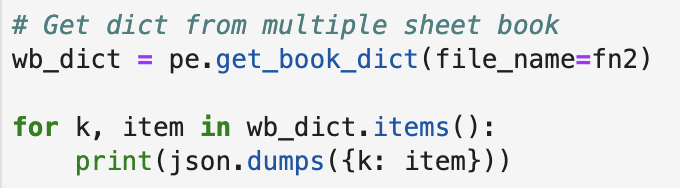 # Get dict from multiple sheet book
wb_dict = pe.get_book_dict(file_name=fn2)

for k, item in wb_dict.items():
    print(json.dumps({k: item}))